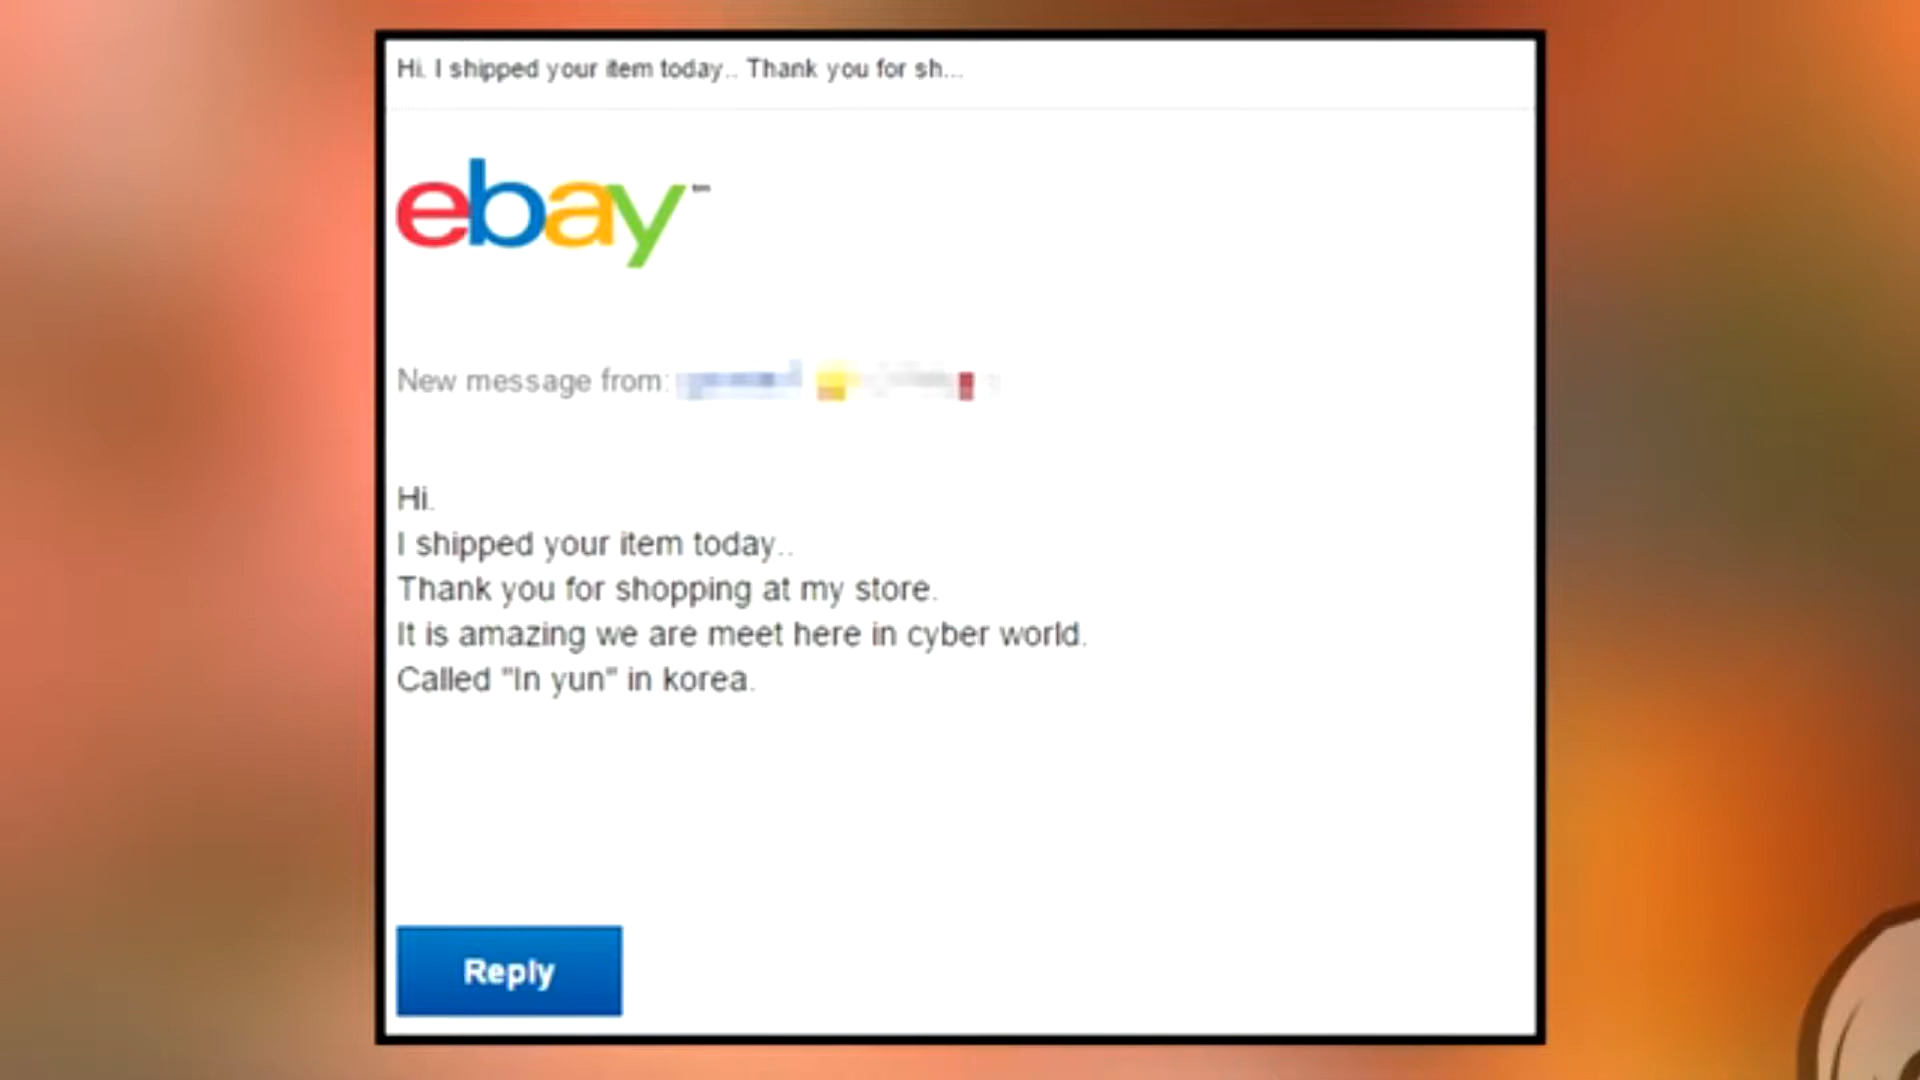 Hi. I shipped your item today.. Thank you for sh...
ebay™
New message from:
Hi.
I shipped your item today..
Thank you for shopping at my store.
It is amazing we are meet here in cyber world.
Called "In yun" in korea.
Reply